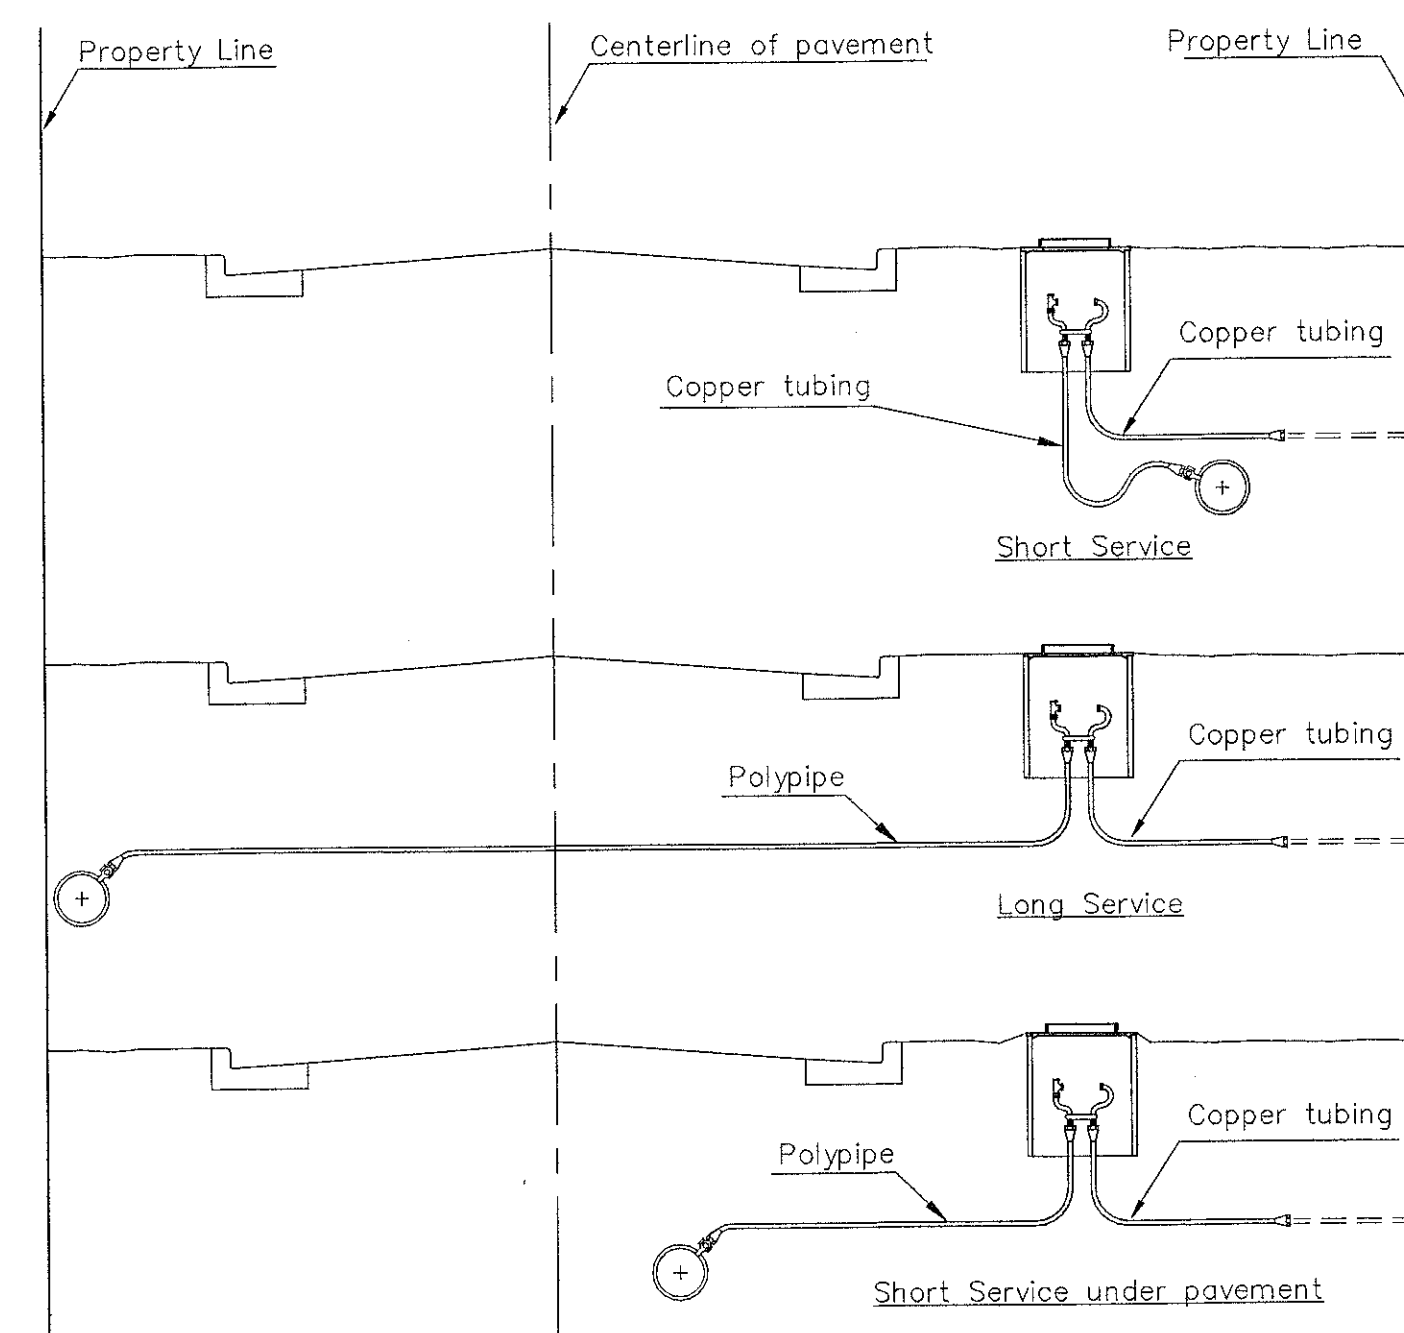 Property Line
Centerline of pavement
Property Line
Copper tubing
Copper tubing
Short Service
Copper tubing
Polypipe
Long Service
Copper tubing
Polypipe
Short Service under pavement